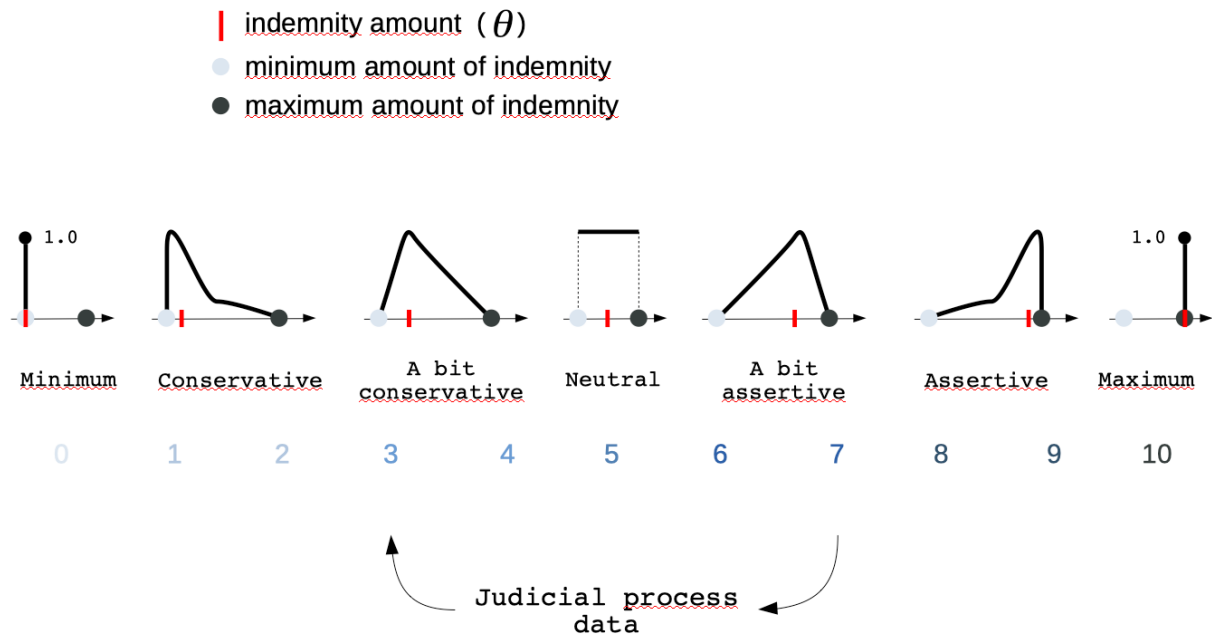 indemnity amount (θ)
minimum amount of indemnity
maximum amount of indemnity
1.0
1.0
Minimum
Conservative
A bit
conservative
Neutral
A bit
assertive
Assertive
Maximum
0 1 2 3 4 5 6 7 8 9 10
Judicial process
data